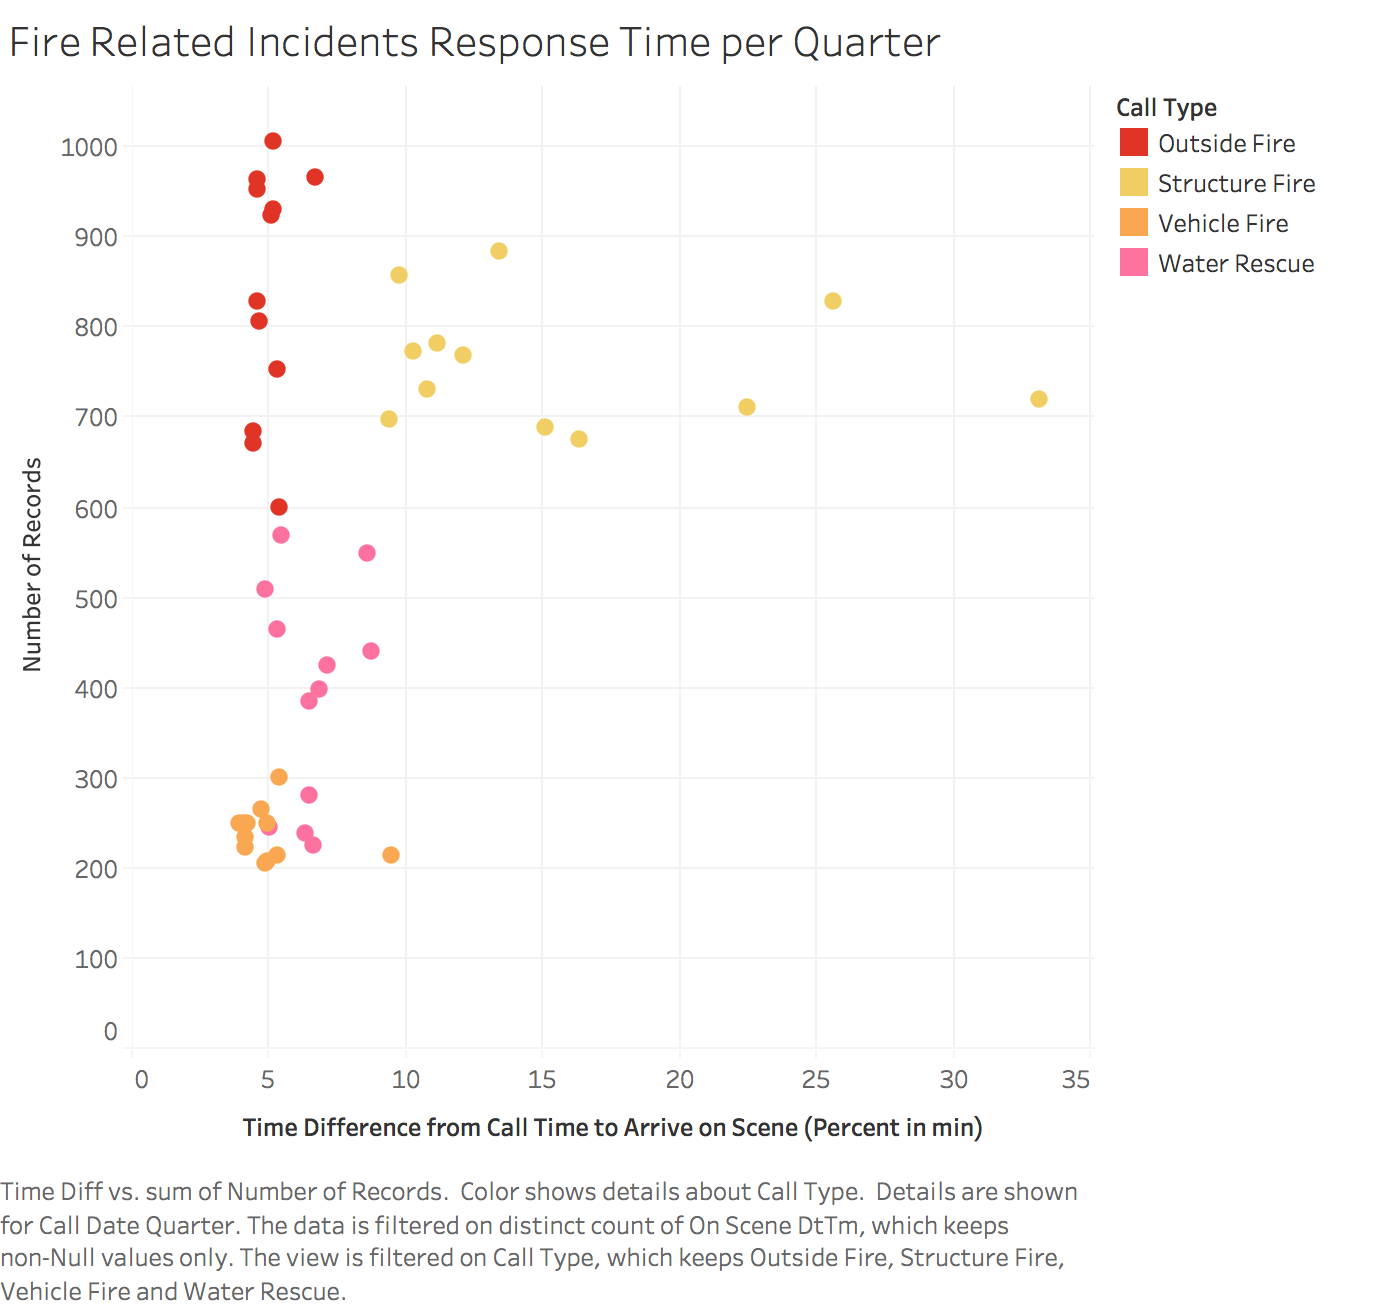 Fire Related Incidents Response Time per Quarter
Call Type
Outside Fire
Structure Fire
Vehicle Fire
Water Rescue
1000
900
800
700
600
500
400
300
200
100
0
Number of Records
0 5 10 15 20 25 30 35
Time Difference from Call Time to Arrive on Scene (Percent in min)
Time Diff vs. sum of Number of Records.  Color shows details about Call Type.  Details are shown
for Call Date Quarter. The data is filtered on distinct count of On Scene DtTm, which keeps
non-Null values only. The view is filtered on Call Type, which keeps Outside Fire, Structure Fire,
Vehicle Fire and Water Rescue.